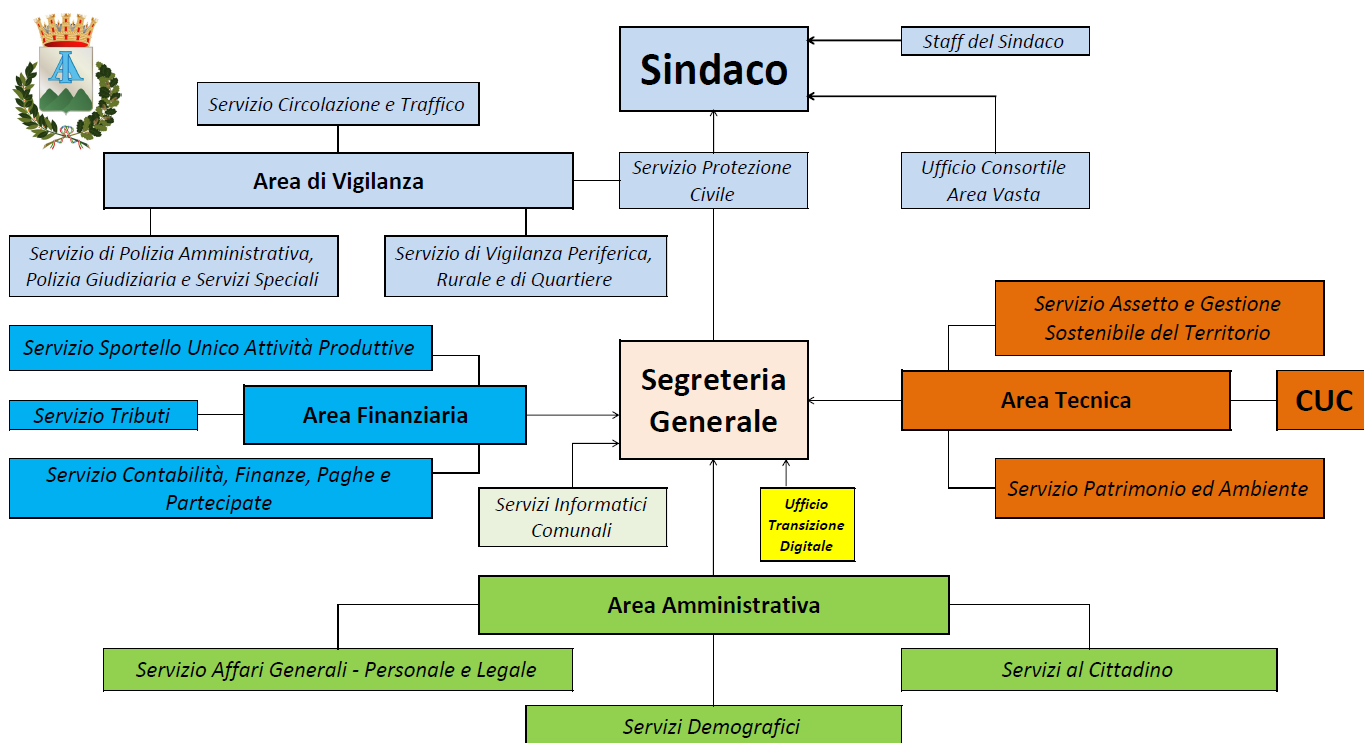 Sindaco
Staff del Sindaco
Servizio Circolazione e Traffico
Area di Vigilanza
Servizio Protezione
Civile
Ufficio Consortile
Area Vasta
Servizio di Polizia Amministrativa,
Polizia Giudiziaria e Servizi Speciali
Servizio di Vigilanza Periferica,
Rurale e di Quartiere
Servizio Assetto e Gestione
Sostenibile del Territorio
Servizio Sportello Unico Attività Produttive
Segreteria
Generale
Area Finanziaria
Servizio Tributi
Area Tecnica
CUC
Servizio Contabilità, Finanze, Paghe e
Partecipate
Servizi Informatici
Comunali
Ufficio
Transizione
Digitale
Servizio Patrimonio ed Ambiente
Area Amministrativa
Servizio Affari Generali - Personale e Legale
Servizi al Cittadino
Servizi Demografici